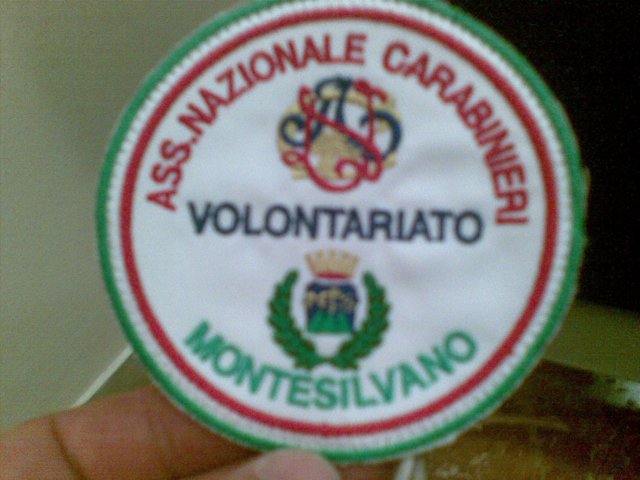 ASS. NAZIONALE CARABINIERI
VOLONTARIATO
MONTESILVANO